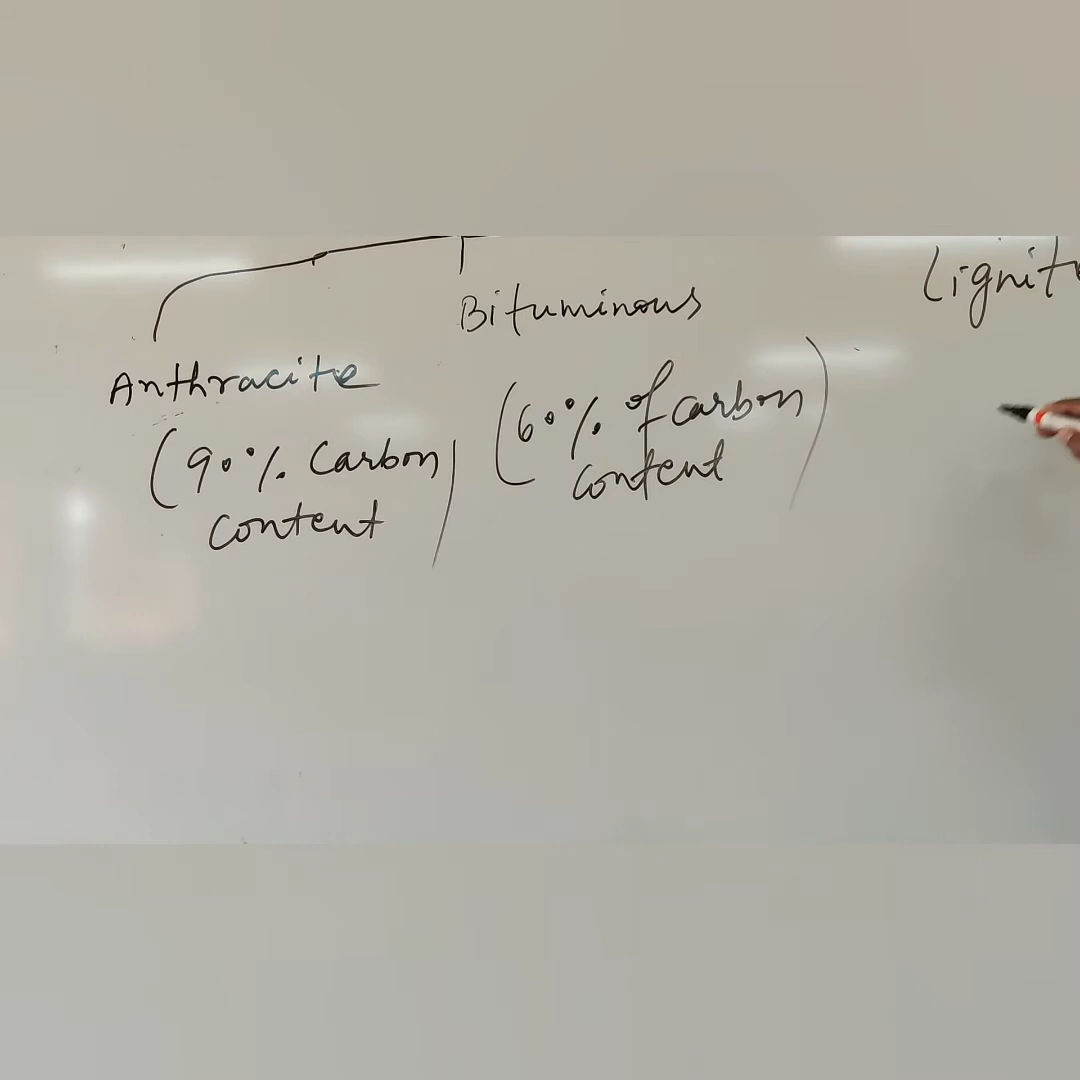 Anthracite
(90% Carbon
content)
Bituminous
(60% of carbon
content)
Lignite